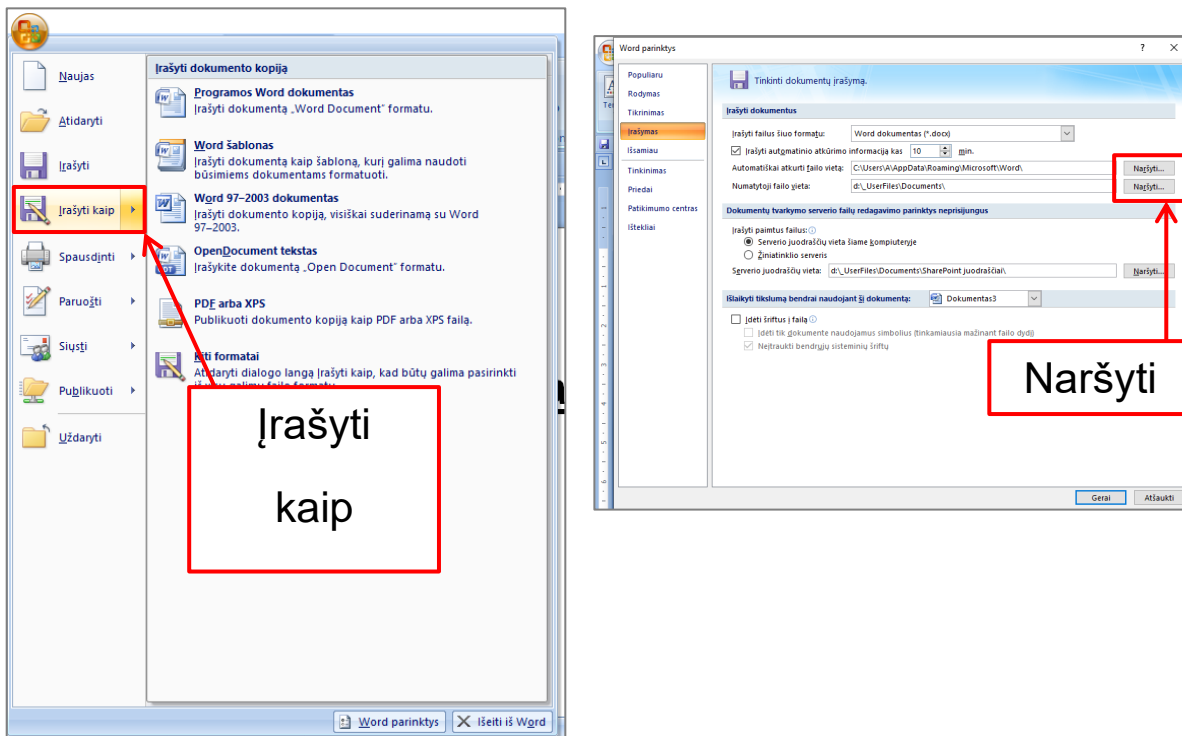 Naujas
Atidaryti
Įrašyti
Įrašyti kaip
Spausdinti
Paruošti
Siųsti
Publikuoti
Uždaryti
Įrašyti dokumento kopiją
Programos Word dokumentas
Įrašyti dokumentą „Word Document“ formatu.
Word šablonas
Įrašyti dokumentą kaip šabloną, kurį galima naudoti
būsimiems dokumentams formatuoti.
Word 97–2003 dokumentas
Įrašyti dokumento kopiją, visiškai suderinamą su Word
97–2003.
OpenDocument tekstas
Įrašykite dokumentą „Open Document“ formatu.
PDF arba XPS
Publikuoti dokumento kopiją kaip PDF arba XPS failą.
Kiti formatai
Atidaryti dialogo langą Įrašyti kaip, kad būtų galima pasirinkti
Įrašyti
kaip
Word parinktys
Išeiti iš Word
Word parinktys
Populiaru
Rodymas
Tikrinimas
Įrašymas
Išsamiau
Tinkinimas
Priedai
Patikimumo centras
Ištekliai
Tinkinti dokumentų įrašymą.
Įrašyti dokumentus
Įrašyti failus šiuo formatu: Word dokumentas (*.docx)
Įrašyti automatinio atkūrimo informaciją kas 10 min.
Automatiškai atkurti failo vietą: C:\Users\A\AppData\Roaming\Microsoft\Word\ Naršyti...
Numatytoji failo vieta: d:\_UserFiles\Documents\ Naršyti...
Dokumentų tvarkymo serverio failų redagavimo parinktys neprisijungus
Įrašyti paimtus failus:
Serverio juodraščių vieta šiame kompiuteryje
Žiniatinklio serveris
Serverio juodraščių vieta: d:\_UserFiles\Documents\SharePoint juodraščiai\ Naršyti...
Išlaikyti tikslumą bendrai naudojant šį dokumentą: Dokumentas3
Įdėti šriftus į failą
Įdėti tik dokumente naudojamus simbolius (tinkamiausia mažinant failo dydį)
Neįtraukti bendrųjų sisteminių šriftų
Naršyti
Gerai
Atšaukti